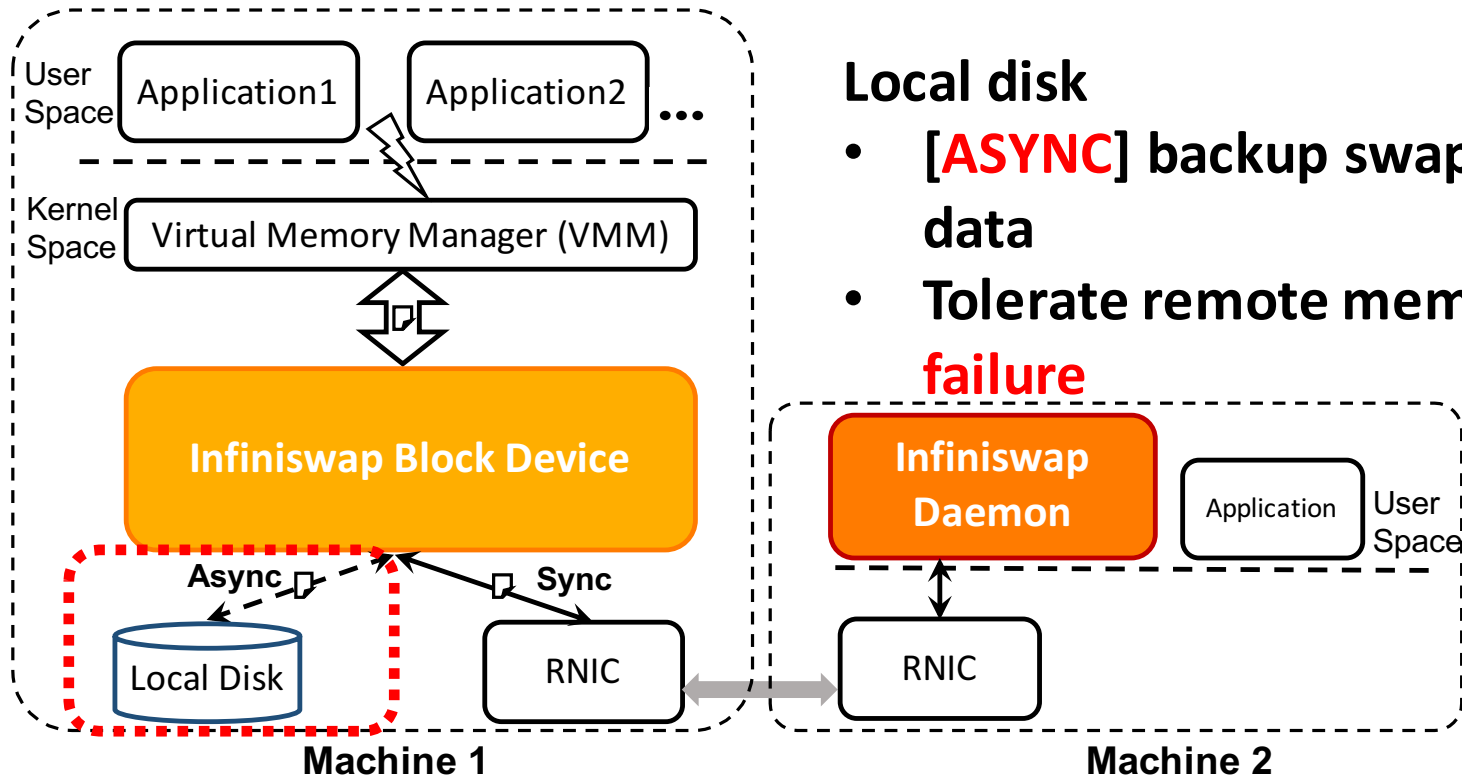 User
Space
Application1
Application2
...
Kernel
Space
Virtual Memory Manager (VMM)
Infiniswap Block Device
Async
Sync
Local Disk
RNIC
Machine 1
Local disk
• [ASYNC] backup swap
data
• Tolerate remote mem
failure
Infiniswap
Daemon
Application
User
Space
RNIC
Machine 2